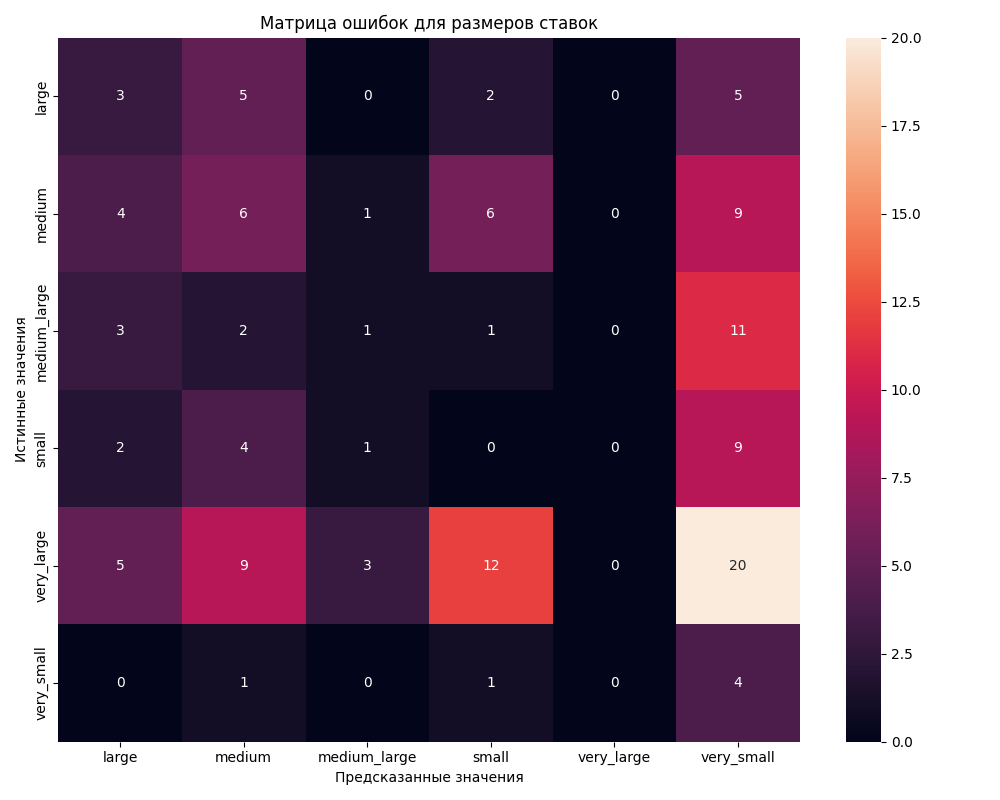 Матрица ошибок для размеров ставок
large 3 5 0 2 0 5
medium 4 6 1 6 0 9
medium_large 3 2 1 1 0 11
small 2 4 1 0 0 9
very_large 5 9 3 12 0 20
very_small 0 1 0 1 0 4
large medium medium_large small very_large very_small
Предсказанные значения
Истинные значения
20.0
17.5
15.0
12.5
10.0
7.5
5.0
2.5
0.0